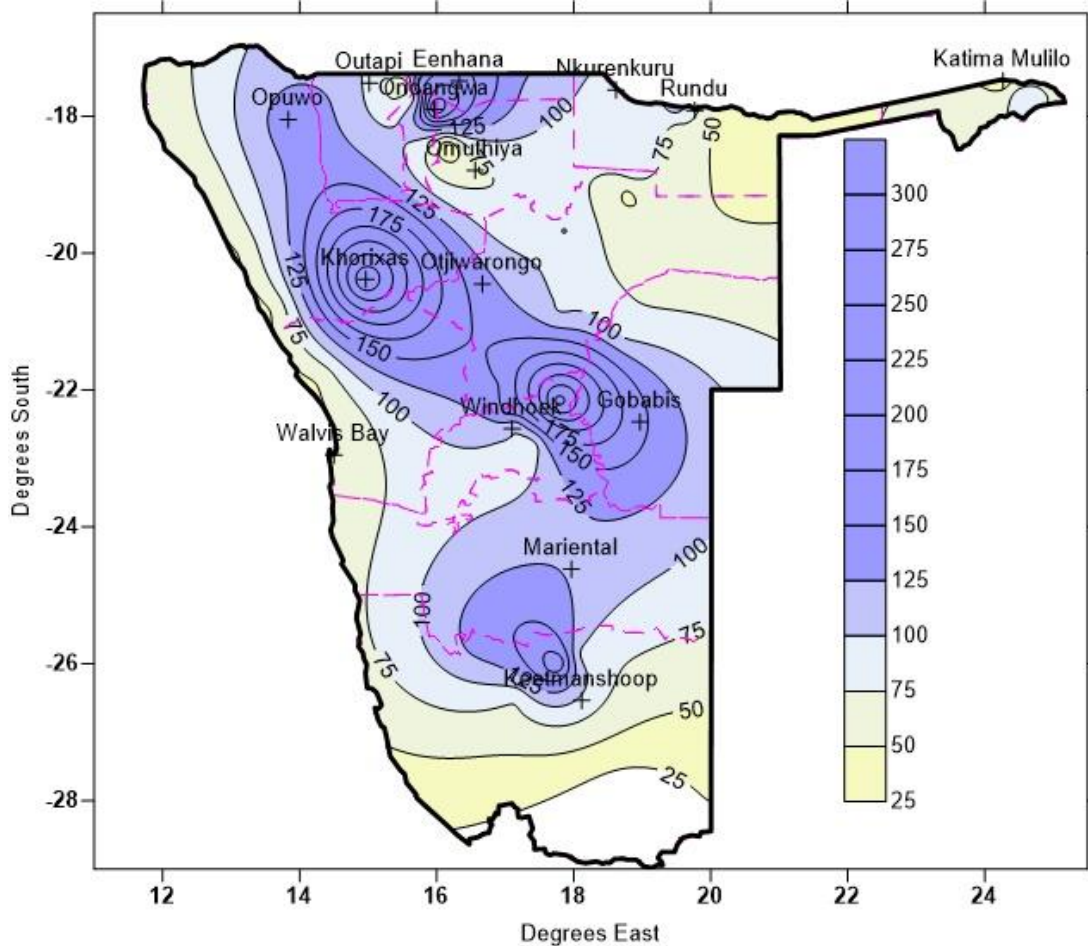 Outapi
Eenhana
Nkurenkuru
Katima Mulilo
Opuwo
Ondangwa
Rundu
-18
100
125
75
50
Omuthiya
75
125
175
-20
Khorixas
Otjiwarongo
125
150
75
100
-22
100
Windhoek
Gobabis
175
150
Walvis Bay
125
-24
Mariental
100
100
75
-26
75
125
Keetmanshoop
50
25
-28
300
275
250
225
200
175
150
125
100
75
50
25
12
14
16
18
20
22
24
Degrees East
Degrees South